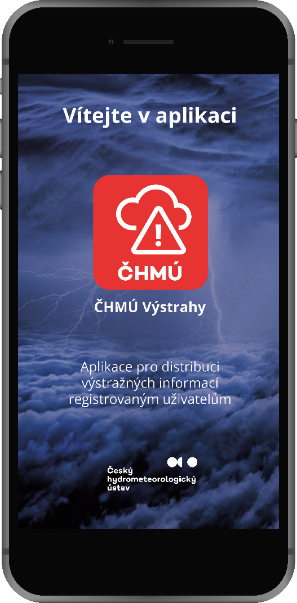 Vítejte v aplikaci
ČHMÚ
ČHMÚ Výstrahy
Aplikace pro distribuci
výstražných informací
registrovaným uživatelům
Český
hydrometeorologický
ústav